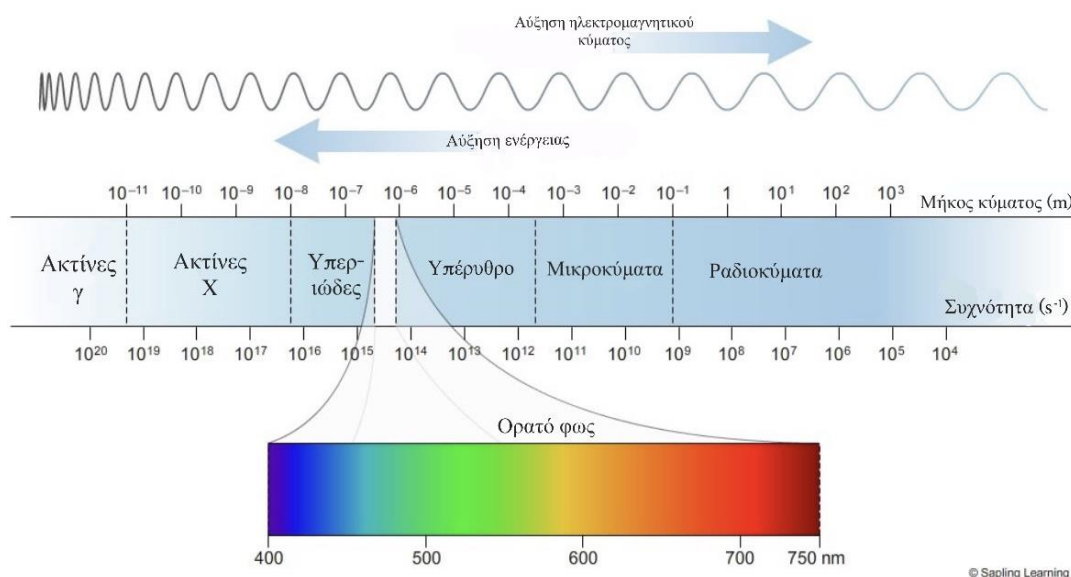 Αύξηση ηλεκτρομαγνητικού
κύματος
Αύξηση ενέργειας
10⁻¹¹ 10⁻¹⁰ 10⁻⁹ 10⁻⁸ 10⁻⁷ 10⁻⁶ 10⁻⁵ 10⁻⁴ 10⁻³ 10⁻² 10⁻¹ 1 10¹ 10² 10³
Μήκος κύματος (m)
Ακτίνες
γ
Ακτίνες
Χ
Υπερ-
ιώδες
Υπέρυθρο
Μικροκύματα
Ραδιοκύματα
Συχνότητα (s⁻¹)
10²⁰ 10¹⁹ 10¹⁸ 10¹⁷ 10¹⁶ 10¹⁵ 10¹⁴ 10¹³ 10¹² 10¹¹ 10¹⁰ 10⁹ 10⁸ 10⁷ 10⁶ 10⁵ 10⁴
Ορατό φως
400 500 600 700 750 nm
© Sapling Learning